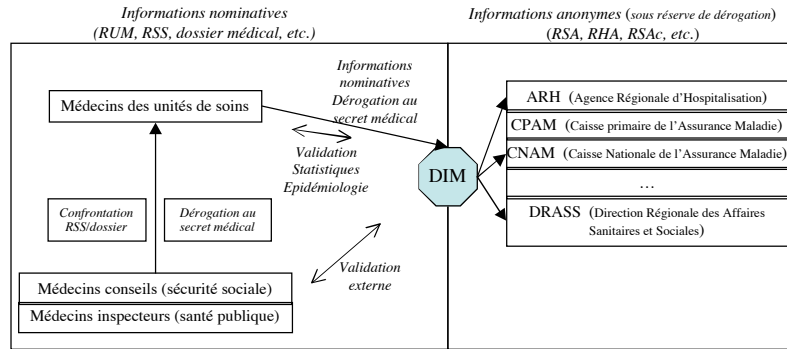 Informations nominatives
(RUM, RSS, dossier médical, etc.)
Informations anonymes (sous réserve de dérogation)
(RSA, RHA, RSAc, etc.)
Médecins des unités de soins
Informations
nominatives
Dérogation au
secret médical
Validation
Statistiques
Epidémiologie
Confrontation
RSS/dossier
Dérogation au
secret médical
Validation
externe
Médecins conseils (sécurité sociale)
Médecins inspecteurs (santé publique)
DIM
ARH (Agence Régionale d'Hospitalisation)
CPAM (Caisse primaire de l'Assurance Maladie)
CNAM (Caisse Nationale de l'Assurance Maladie)
…
DRASS (Direction Régionale des Affaires
Sanitaires et Sociales)